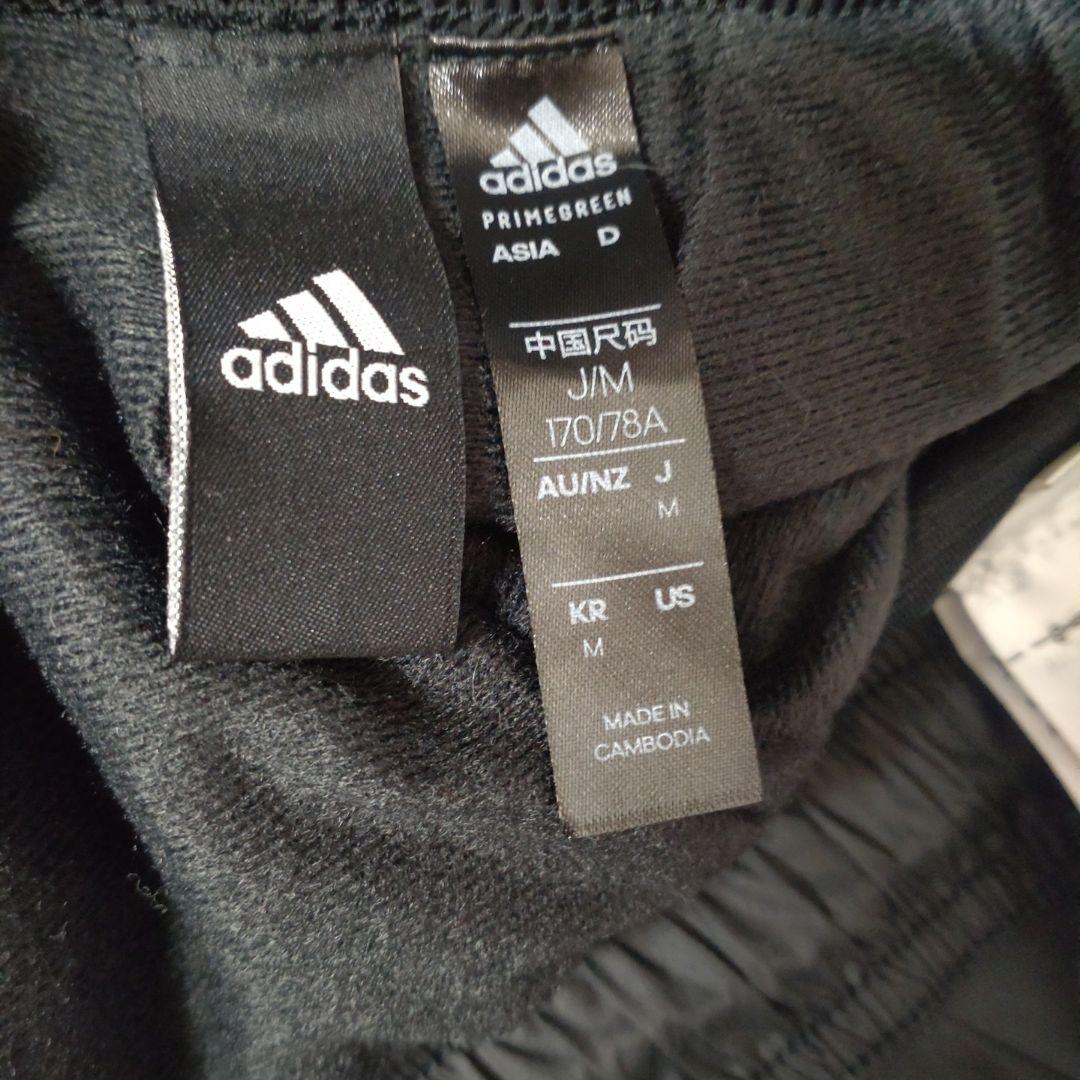 adidas
adidas
PRIMEGREEN
ASIA D
中国尺码
J/M
170/78A
AU/NZ J
M
KR US
M
MADE IN
CAMBODIA